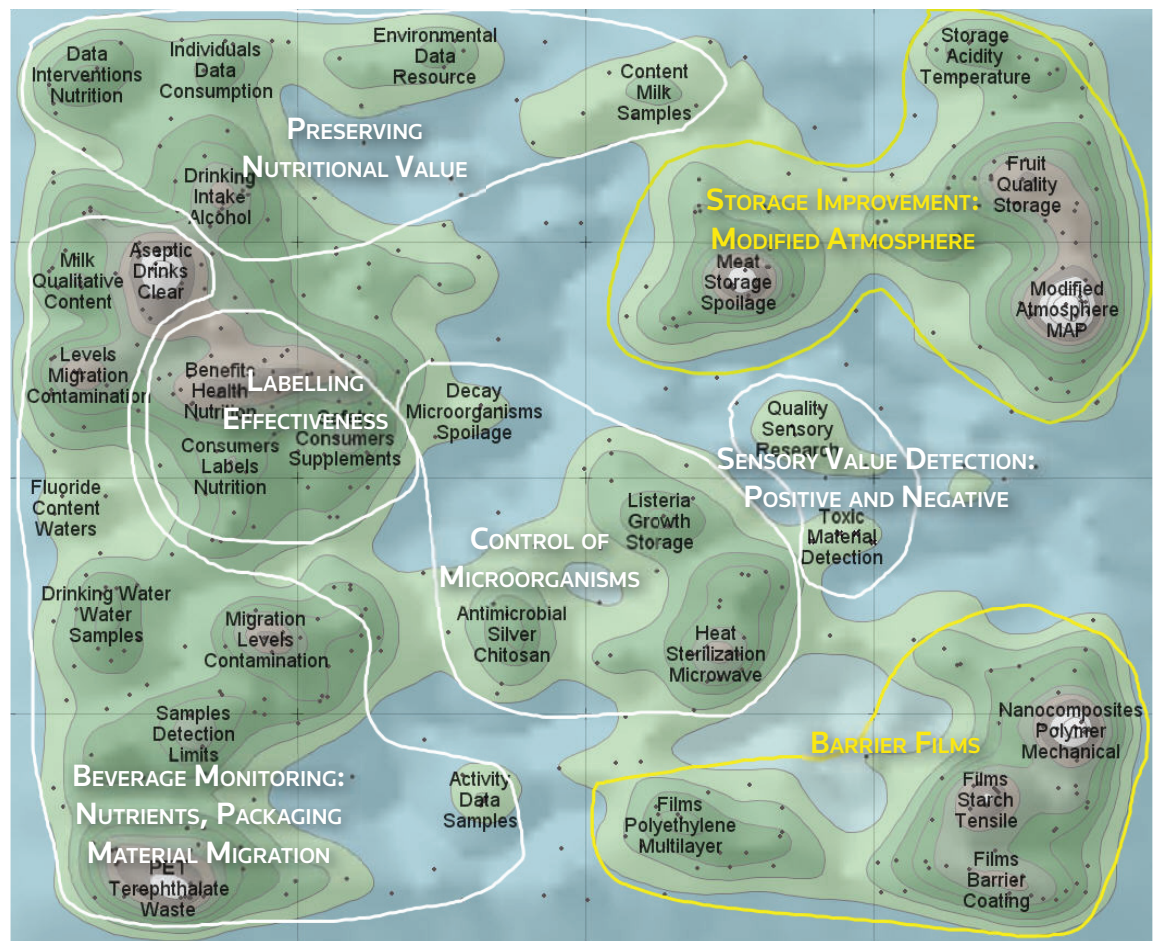 Data
Interventions
Nutrition
Individuals
Data
Consumption
Environmental
Data
Resource
Content
Milk
Samples
Storage
Acidity
Temperature
PRESERVING
NUTRITIONAL VALUE
Drinking
Intake
Alcohol
Fruit
Quality
Storage
STORAGE IMPROVEMENT:
MODIFIED ATMOSPHERE
Milk
Qualitative
Content
Aseptic
Drinks
Clear
Meat
Storage
Spoilage
Modified
Atmosphere
MAP
Levels
Migration
Contamination
Benefits
Health
Nutrition
LABELLING
EFFECTIVENESS
Consumers
Labels
Nutrition
Consumers
Supplements
Decay
Microorganisms
Spoilage
Quality
Sensory
Research
SENSORY VALUE DETECTION:
POSITIVE AND NEGATIVE
Toxic
Material
Detection
Fluoride
Content
Waters
Listeria
Growth
Storage
CONTROL OF
MICROORGANISMS
Antimicrobial
Silver
Chitosan
Heat
Sterilization
Microwave
Drinking Water
Water
Samples
Migration
Levels
Contamination
Samples
Detection
Limits
BEVERAGE MONITORING:
NUTRIENTS, PACKAGING
MATERIAL MIGRATION
PET
Terephthalate
Waste
Activity
Data
Samples
BARRIER FILMS
Films
Polyethylene
Multilayer
Nanocomposites
Polymer
Mechanical
Films
Starch
Tensile
Films
Barrier
Coating